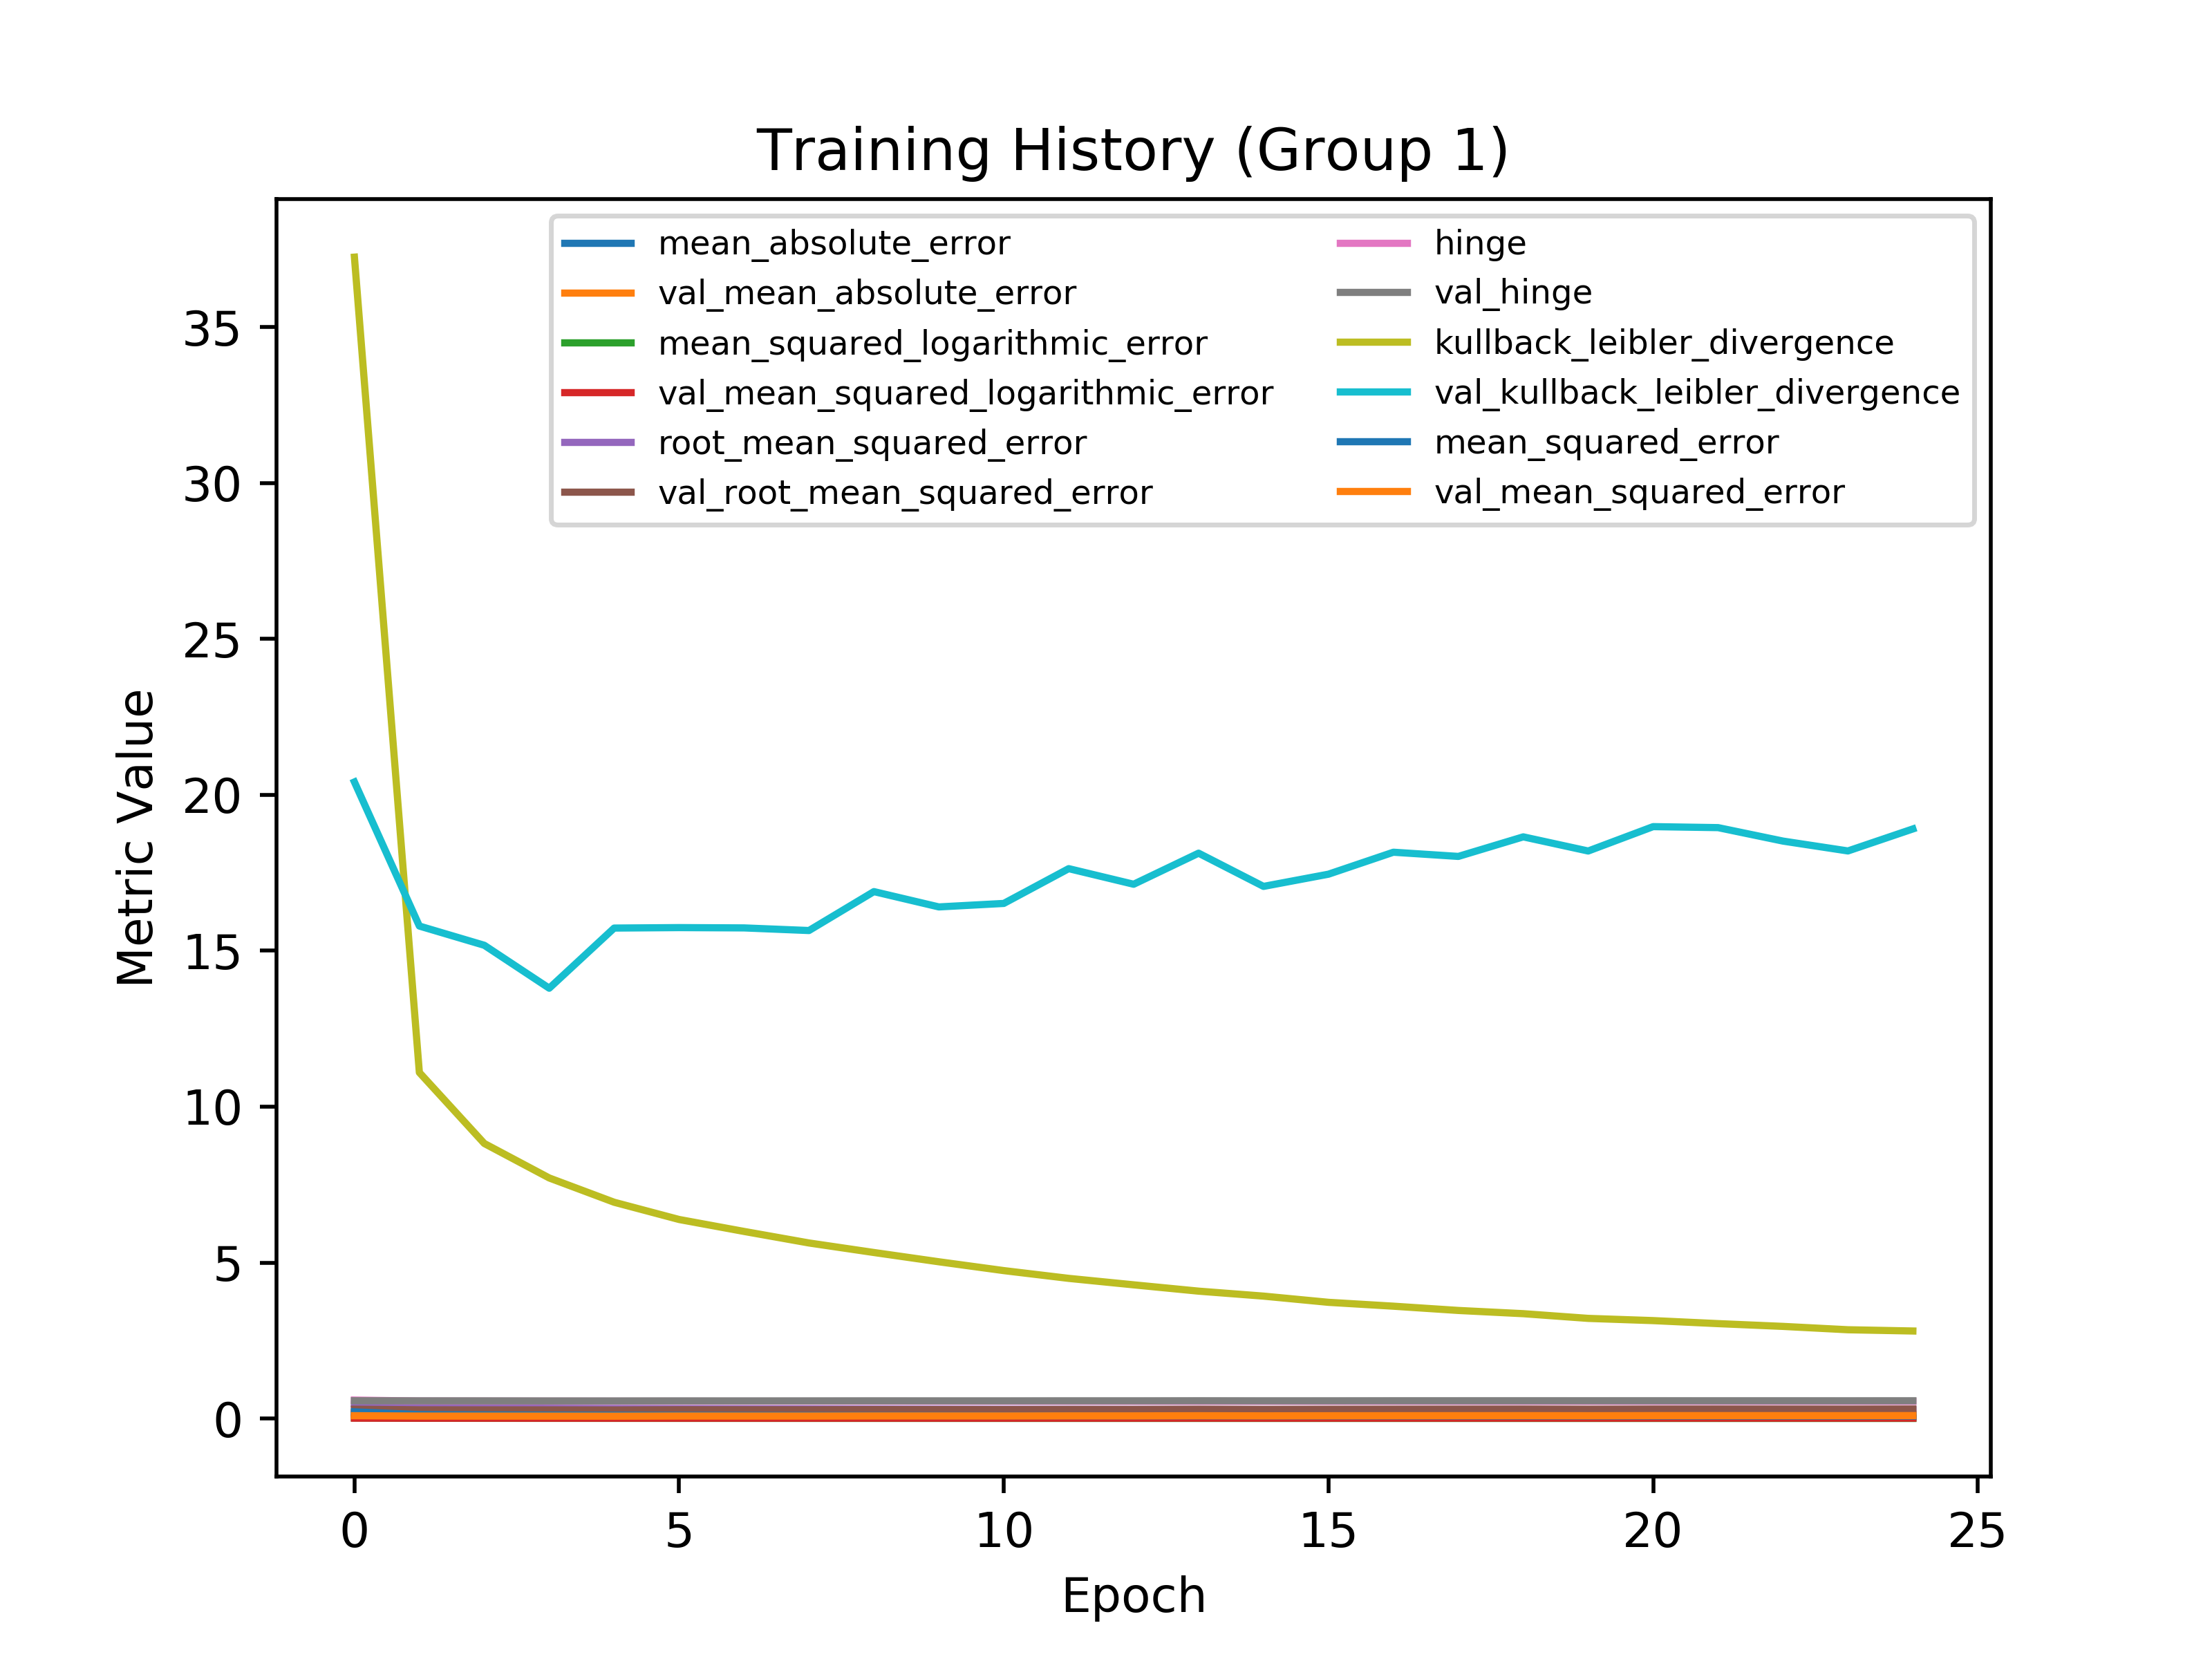 Training History (Group 1)
mean_absolute_error
val_mean_absolute_error
mean_squared_logarithmic_error
val_mean_squared_logarithmic_error
root_mean_squared_error
val_root_mean_squared_error
hinge
val_hinge
kullback_leibler_divergence
val_kullback_leibler_divergence
mean_squared_error
val_mean_squared_error
Metric Value
35
30
25
20
15
10
5
0
0 5 10 15 20 25
Epoch